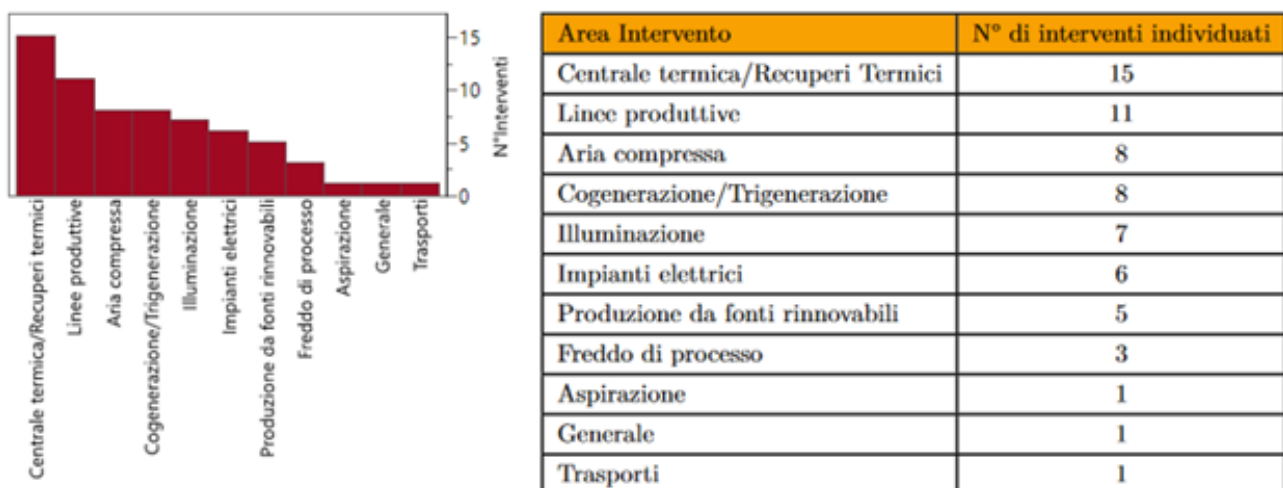 15
10
5
0
N°Interventi
Centrale termica/Recuperi termici
Linee produttive
Aria compressa
Cogenerazione/Trigenerazione
Illuminazione
Impianti elettrici
Produzione da fonti rinnovabili
Freddo di processo
Aspirazione
Generale
Trasporti
Area Intervento N° di interventi individuati
Centrale termica/Recuperi Termici 15
Linee produttive 11
Aria compressa 8
Cogenerazione/Trigenerazione 8
Illuminazione 7
Impianti elettrici 6
Produzione da fonti rinnovabili 5
Freddo di processo 3
Aspirazione 1
Generale 1
Trasporti 1